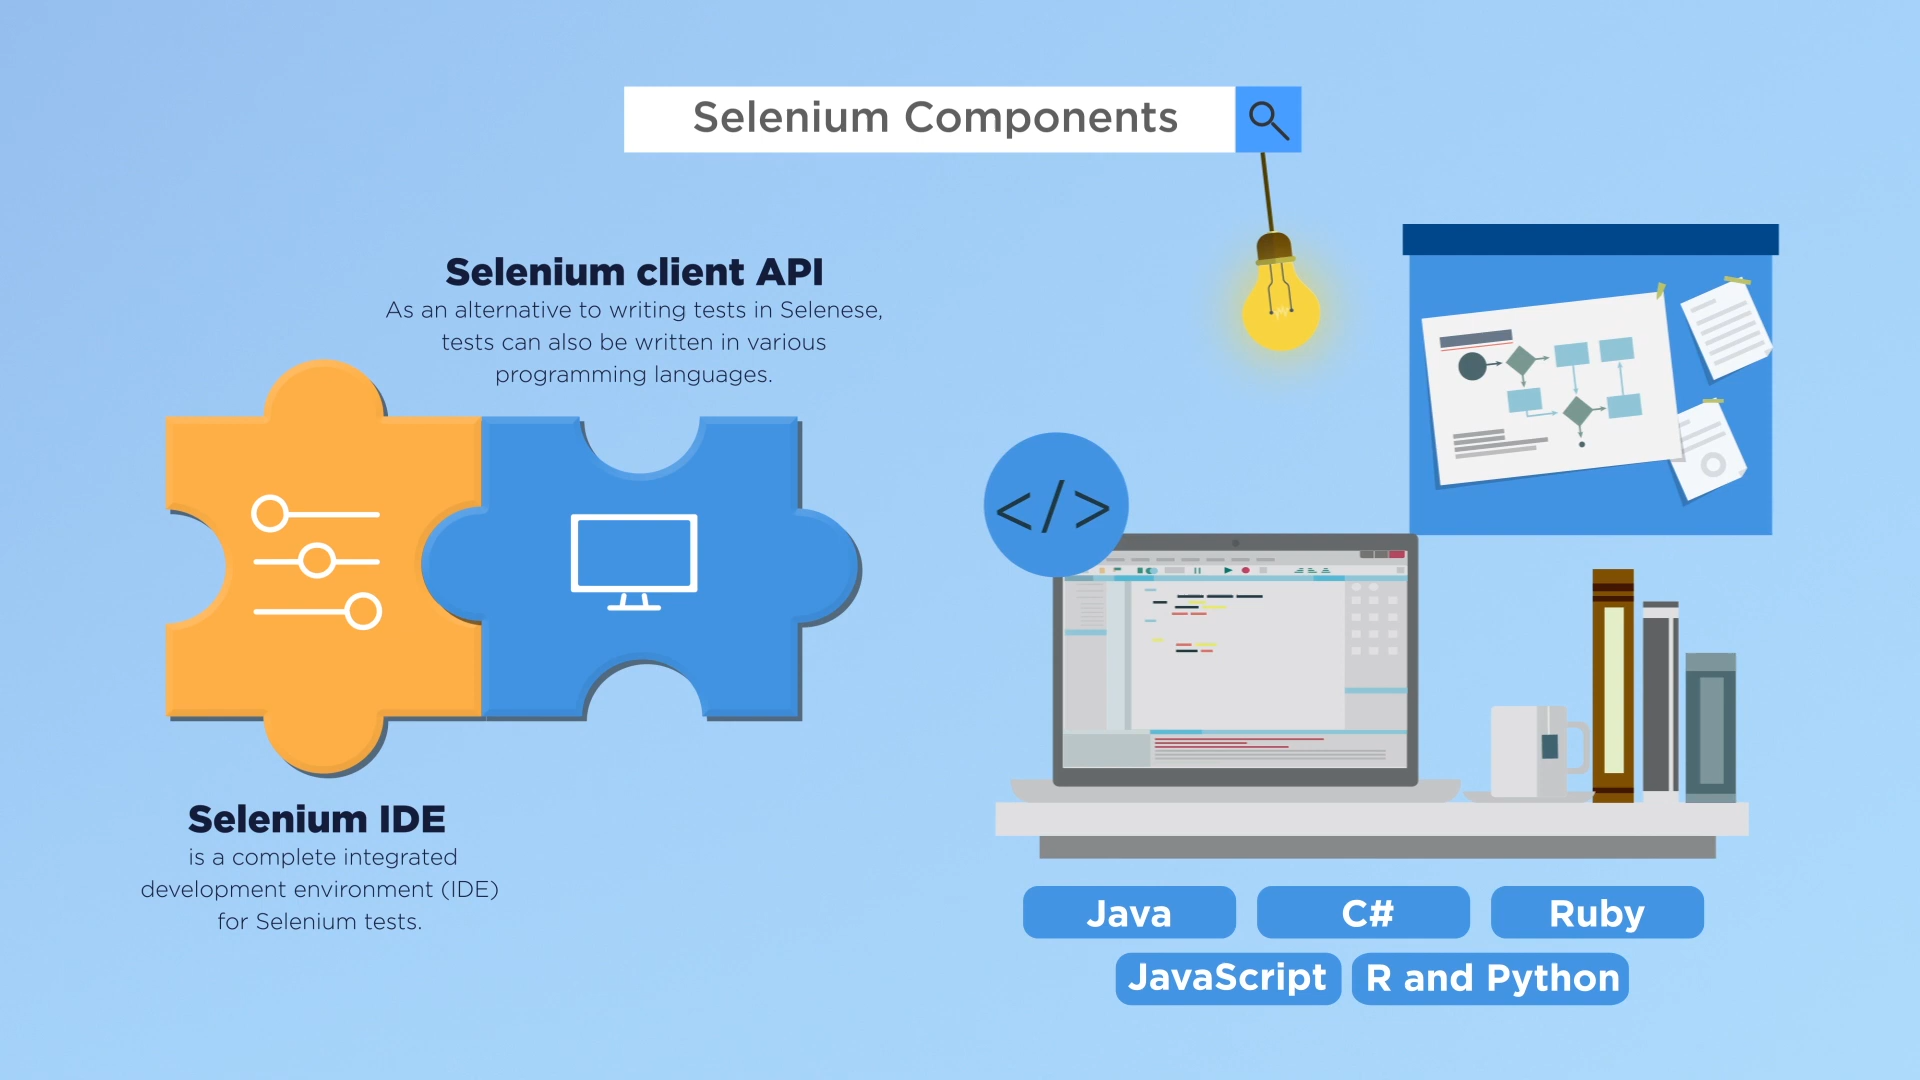 Selenium Components
Selenium client API
As an alternative to writing tests in Selenese,
tests can also be written in various
programming languages.
Selenium IDE
is a complete integrated
development environment (IDE)
for Selenium tests.
</>
Java
C#
Ruby
JavaScript
R and Python